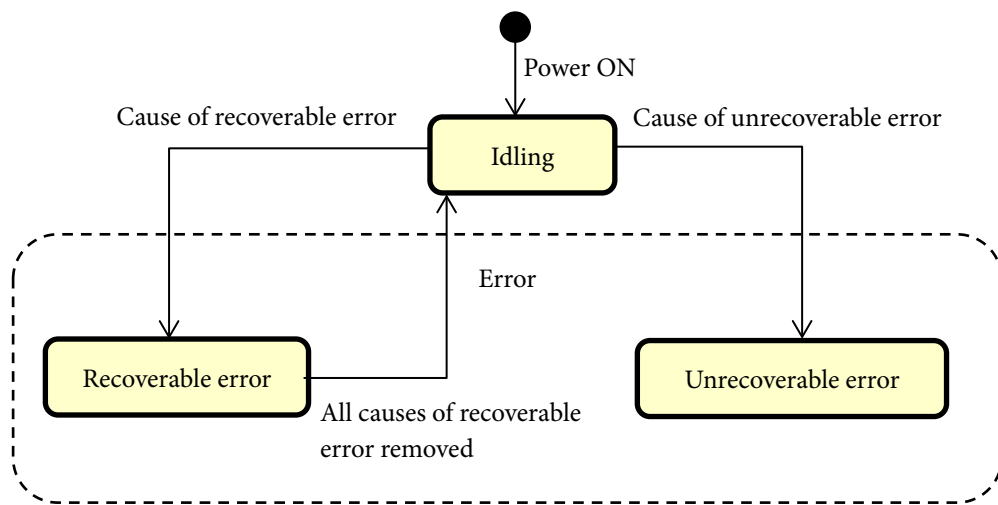 Power ON
Cause of recoverable error
Cause of unrecoverable error
Idling
Error
Recoverable error
Unrecoverable error
All causes of recoverable
error removed